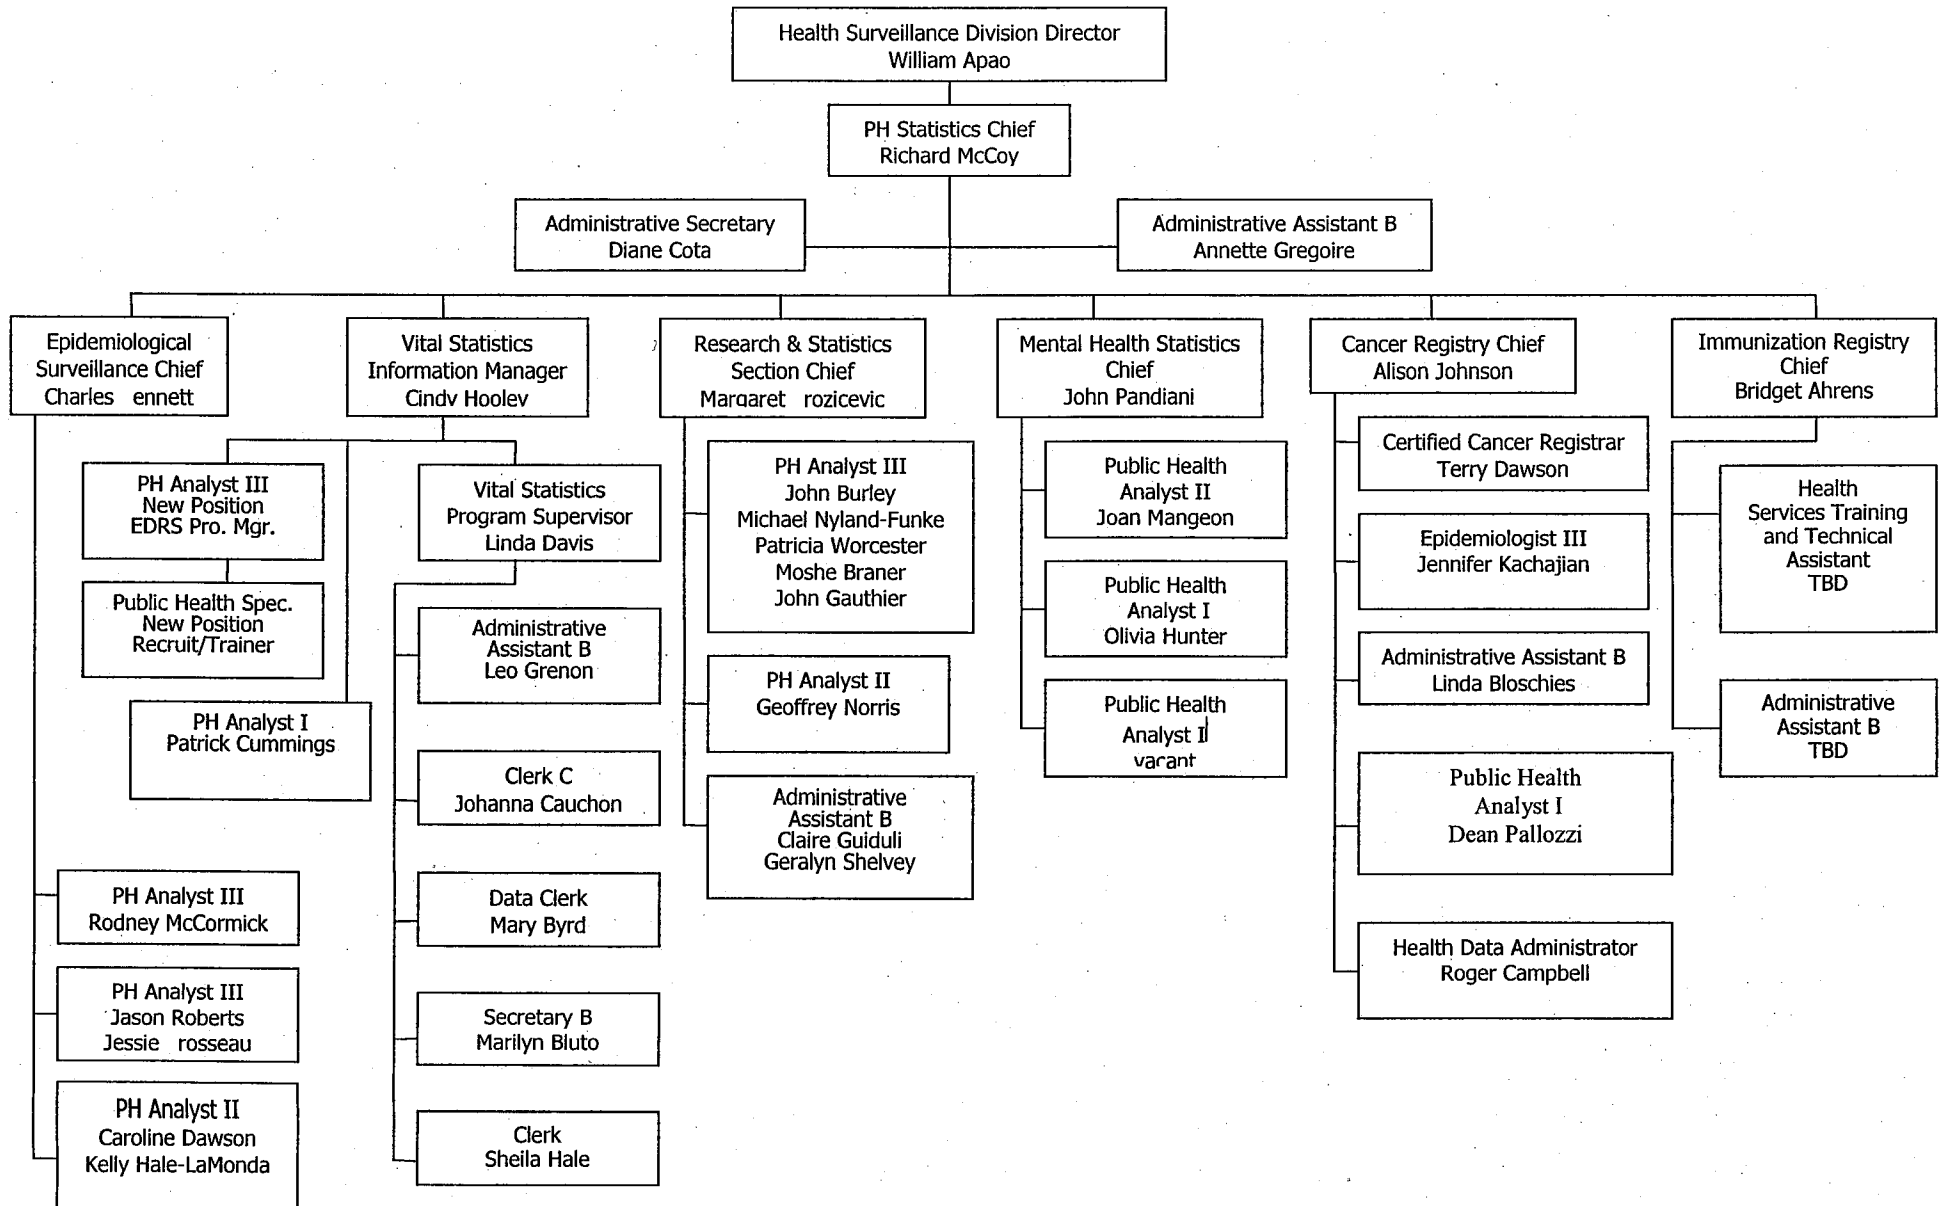 Health Surveillance Division Director
William Apao
PH Statistics Chief
Richard McCoy
Administrative Secretary
Diane Cota
Administrative Assistant B
Annette Gregoire
Epidemiological
Surveillance Chief
Charles ennett
Vital Statistics
Information Manager
Cindy Hooley
Research & Statistics
Section Chief
Margaret rozicevic
Mental Health Statistics
Chief
John Pandiani
Cancer Registry Chief
Alison Johnson
Immunization Registry
Chief
Bridget Ahrens
PH Analyst III
Rodney McCormick
PH Analyst III
Jason Roberts
Jessie rosseau
PH Analyst II
Caroline Dawson
Kelly Hale-LaMonda
PH Analyst III
New Position
EDRS Pro. Mgr.
Public Health Spec.
New Position
Recruit/Trainer
PH Analyst I
Patrick Cummings
Vital Statistics
Program Supervisor
Linda Davis
Administrative
Assistant B
Leo Grenon
Clerk C
Johanna Cauchon
Data Clerk
Mary Byrd
Secretary B
Marilyn Bluto
Clerk
Sheila Hale
PH Analyst III
John Burley
Michael Nyland-Funke
Patricia Worcester
Moshe Braner
John Gauthier
PH Analyst II
Geoffrey Norris
Administrative
Assistant B
Claire Guiduli
Geralyn Shelvey
Public Health
Analyst II
Joan Mangeon
Public Health
Analyst I
Olivia Hunter
Public Health
Analyst I
vacant
Certified Cancer Registrar
Terry Dawson
Epidemiologist III
Jennifer Kachajian
Administrative Assistant B
Linda Bloschies
Public Health
Analyst I
Dean Pallozzi
Health Data Administrator
Roger Campbell
Health
Services Training
and Technical
Assistant
TBD
Administrative
Assistant B
TBD